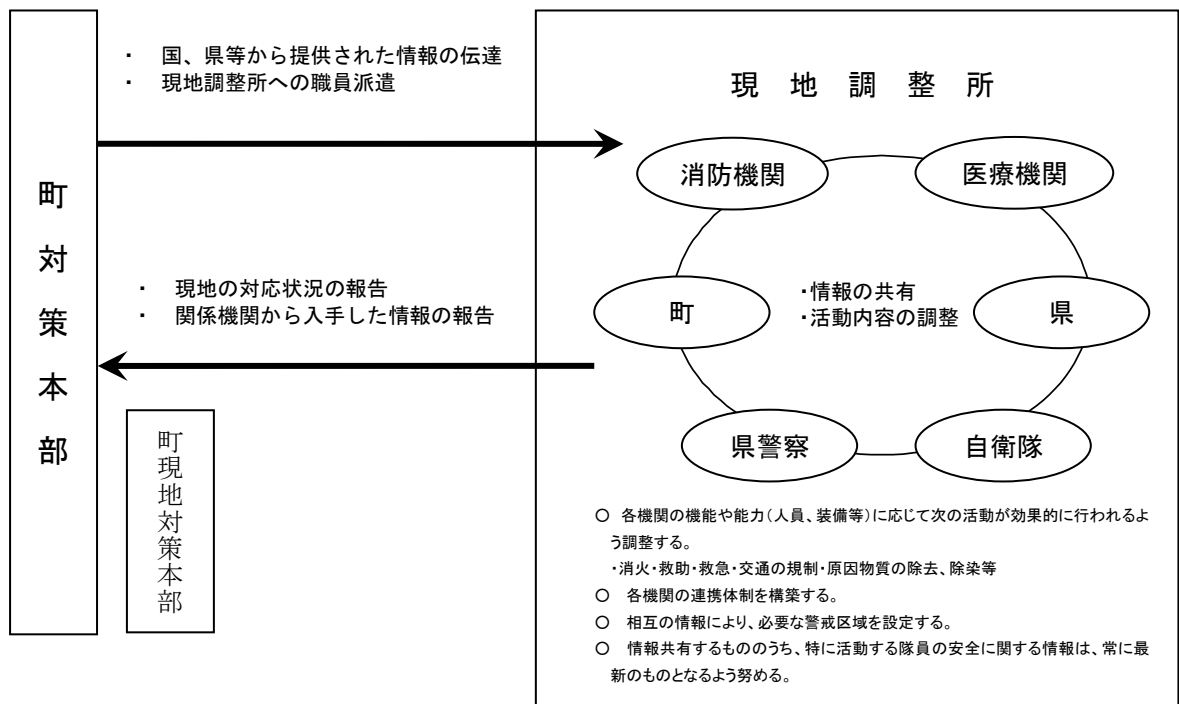 町対策本部
・　国、県等から提供された情報の伝達
・　現地調整所への職員派遣
・　現地の対応状況の報告
・　関係機関から入手した情報の報告
町現地対策本部
現　地　調　整　所
消防機関
医療機関
町
・情報の共有
・活動内容の調整
県
県警察
自衛隊
○　各機関の機能や能力（人員、装備等）に応じて次の活動が効果的に行われるよ
う調整する。
・消火・救助・救急・交通の規制・原因物質の除去、除染等
○　各機関の連携体制を構築する。
○　相互の情報により、必要な警戒区域を設定する。
○　情報共有するもののうち、特に活動する隊員の安全に関する情報は、常に最
新のものとなるよう努める。